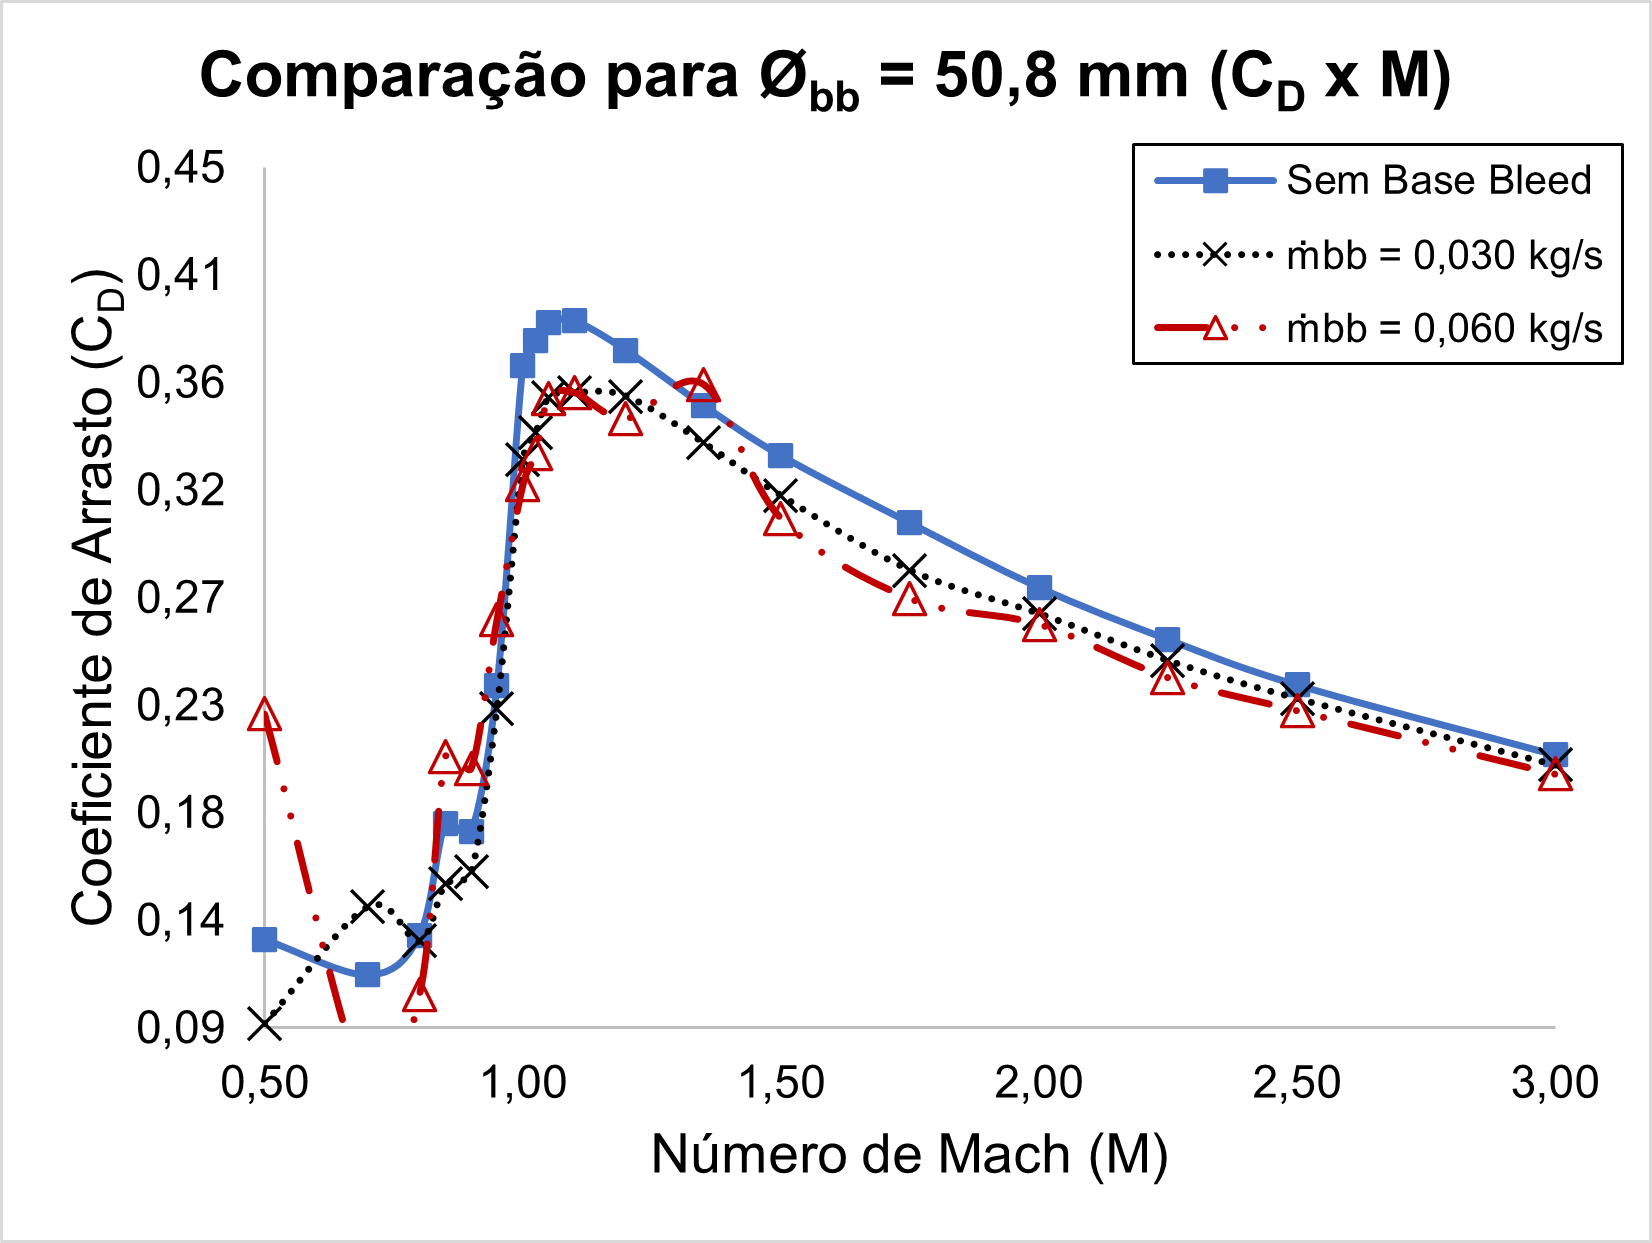 Comparação para Øbb = 50,8 mm (CD x M)
Sem Base Bleed
ṁbb = 0,030 kg/s
ṁbb = 0,060 kg/s
Coeficiente de Arrasto (CD)
0,45
0,41
0,36
0,32
0,27
0,23
0,18
0,14
0,09
0,50 1,00 1,50 2,00 2,50 3,00
Número de Mach (M)